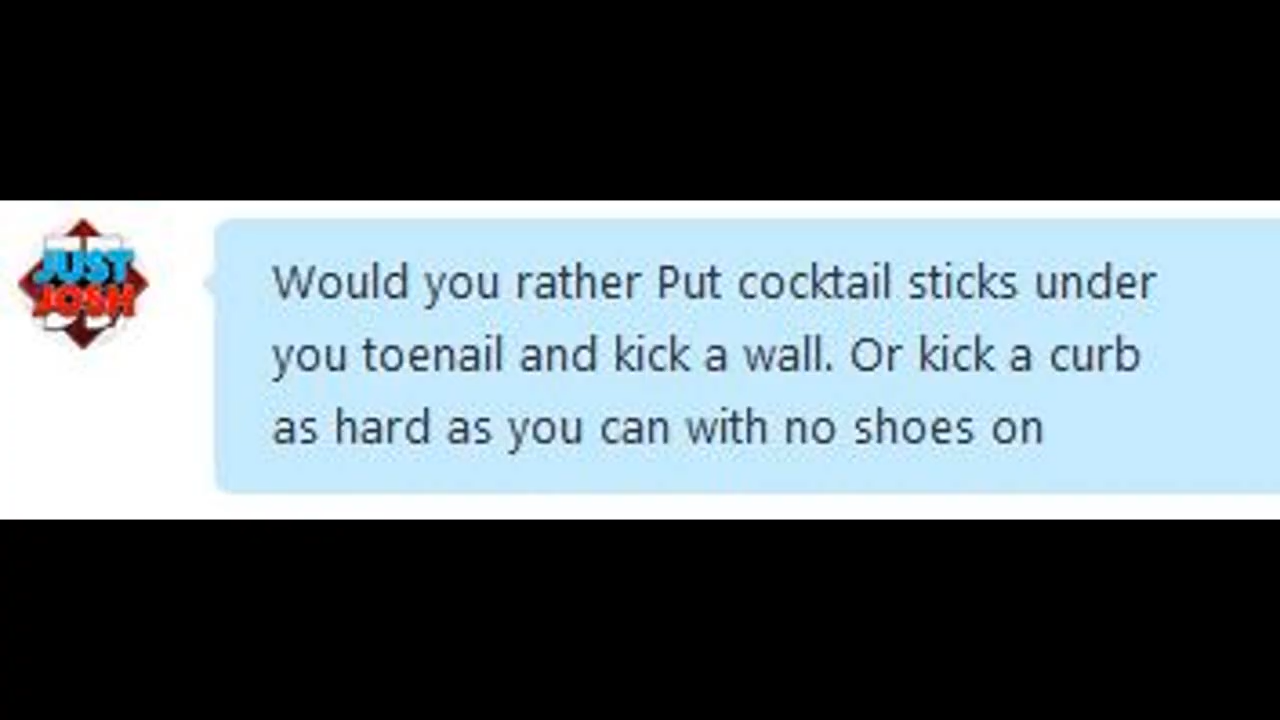 JUST
JOSH
Would you rather Put cocktail sticks under
you toenail and kick a wall. Or kick a curb
as hard as you can with no shoes on